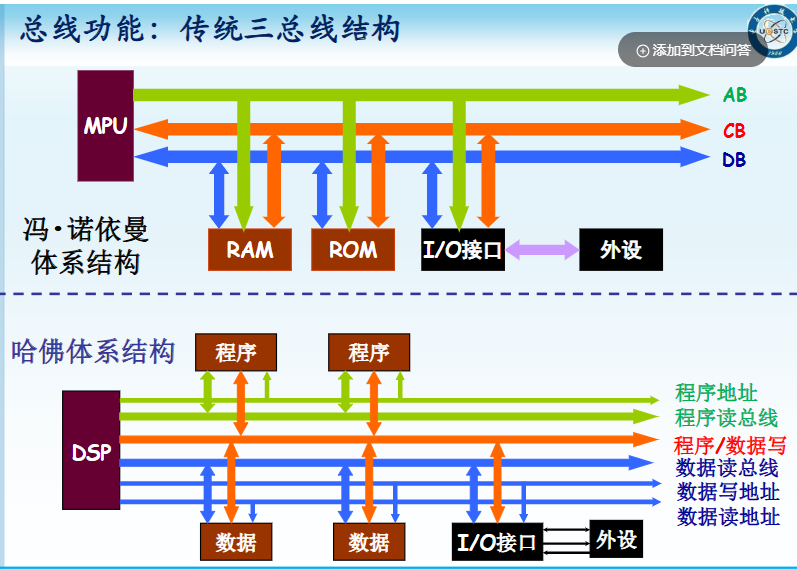 总线功能：传统三总线结构
添加到文档问答
MPU
AB
CB
DB
冯·诺依曼
体系结构
RAM
ROM
I/O接口
外设
哈佛体系结构
程序
程序
DSP
程序地址
程序读总线
程序/数据写
数据读总线
数据写地址
数据读地址
数据
数据
I/O接口
外设